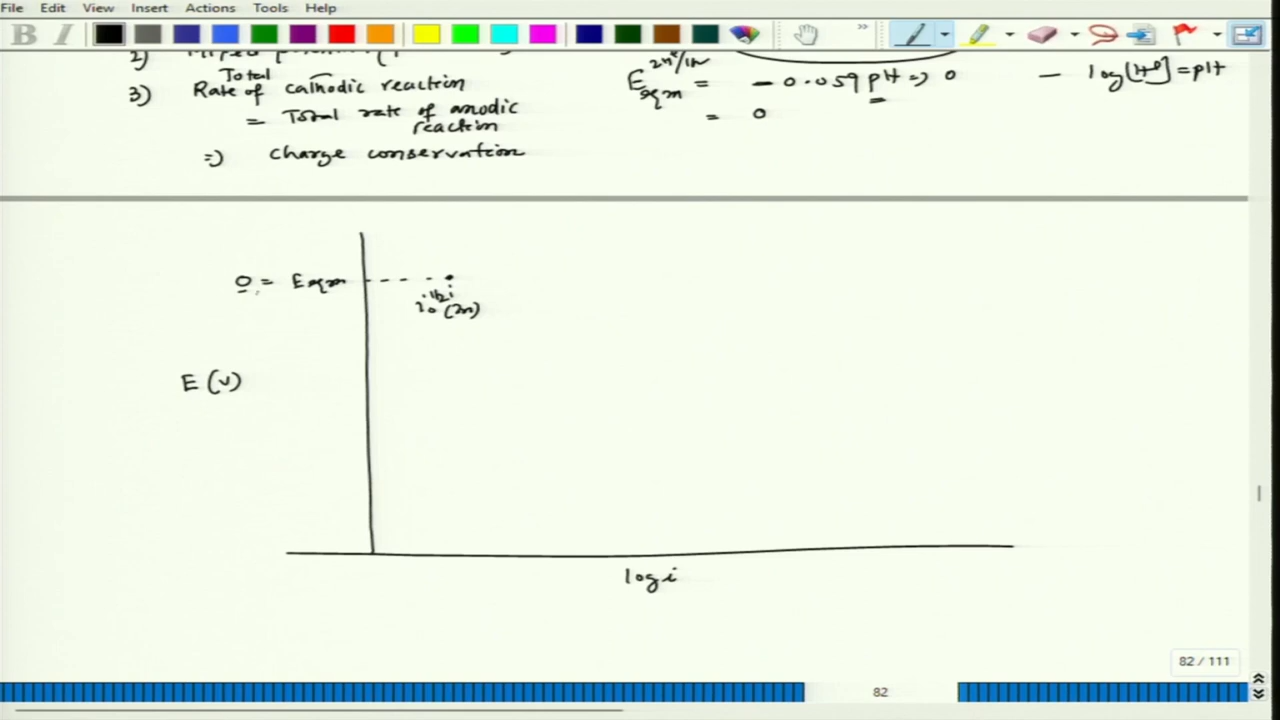 File Edit View Insert Actions Tools Help
B I
2)
Total
3) Rate of cathodic reaction
= Total rate of anodic
reaction
=) charge conservation
Eeqm = - 0.059 pH => 0
= 0
- log[H+] = pH
0 = Eeqm
i0 (Zn)
E (V)
log i
82 / 111
82